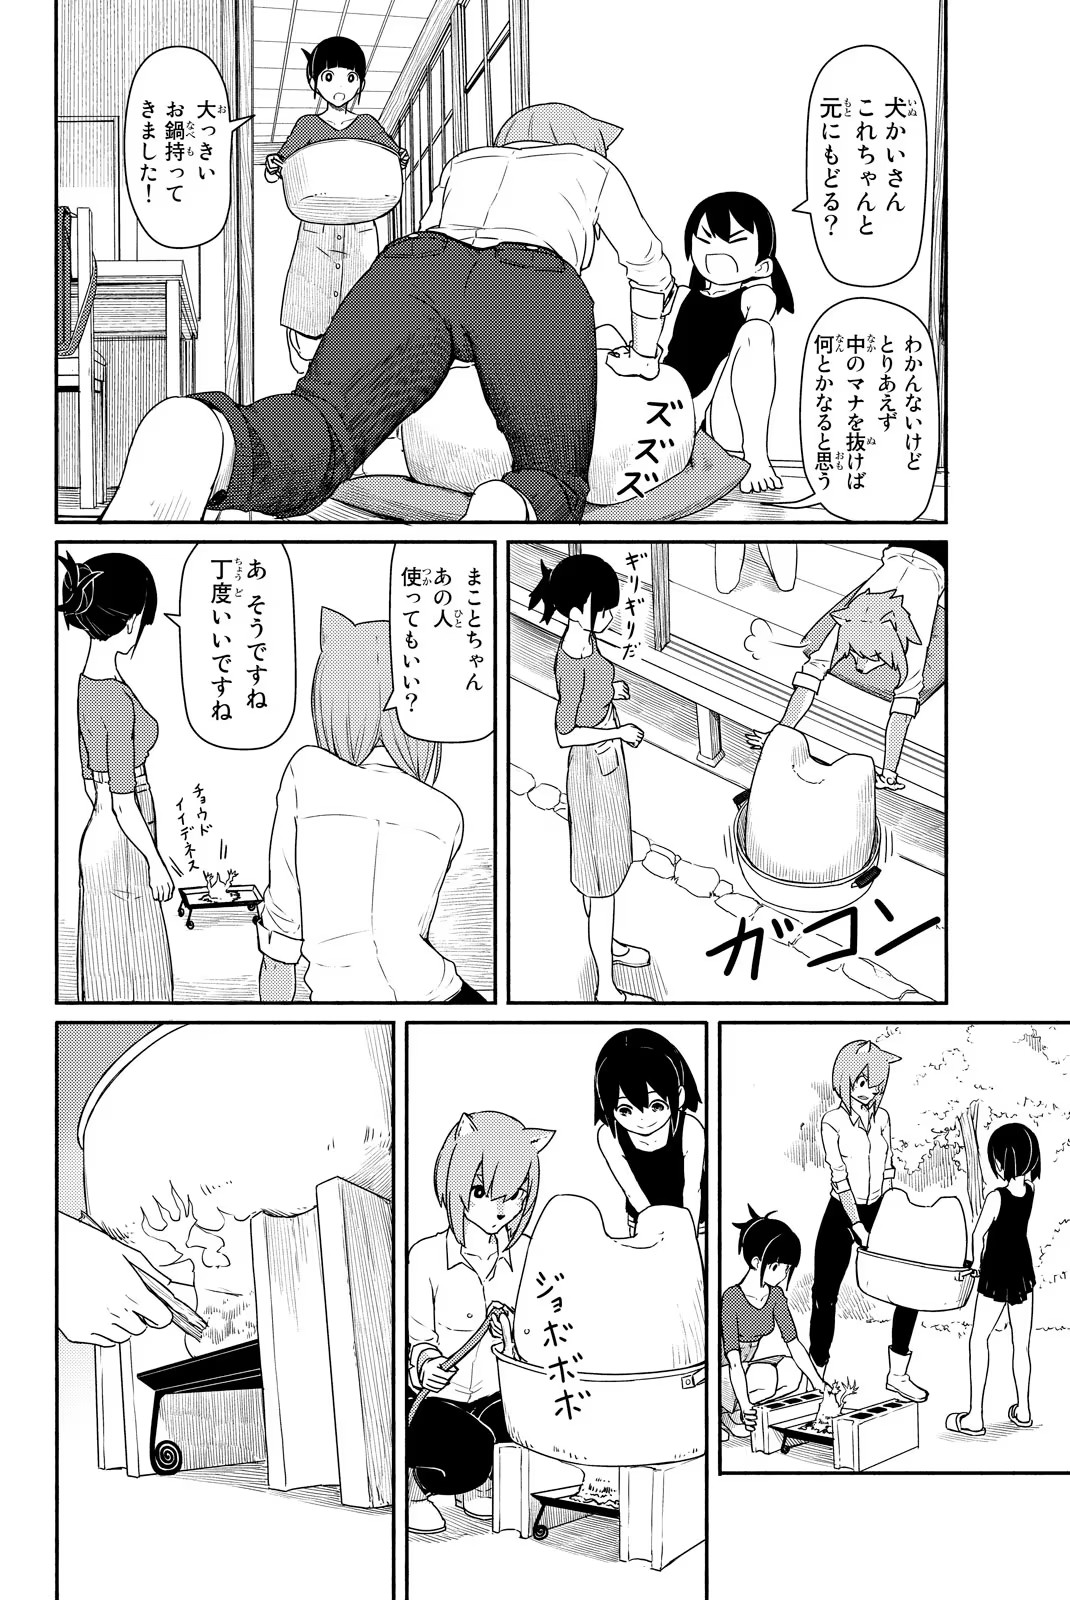 犬かいさん
これちゃんと
元にもどる？
わかんないけど
とりあえず
中のマナを抜けば
何とかなると思う
大っきい
お鍋持って
きました！
ズズズズ
ギリギリだ
ガコン
まことちゃん
あの人
使ってもいい？
あ そうですね
丁度いいですね
チョウド
イイデネス
ジョボボボボ